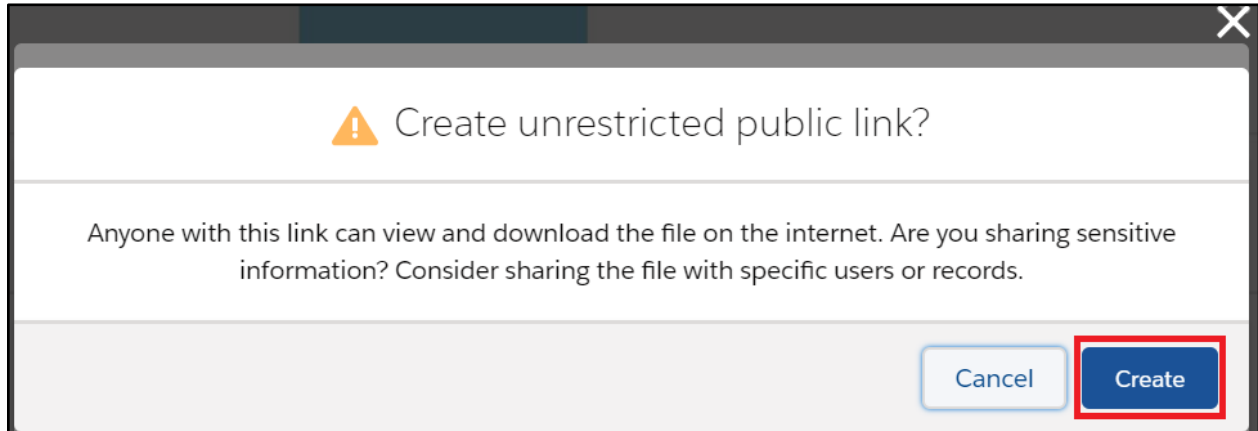 Create unrestricted public link?
Anyone with this link can view and download the file on the internet. Are you sharing sensitive
information? Consider sharing the file with specific users or records.
Cancel
Create